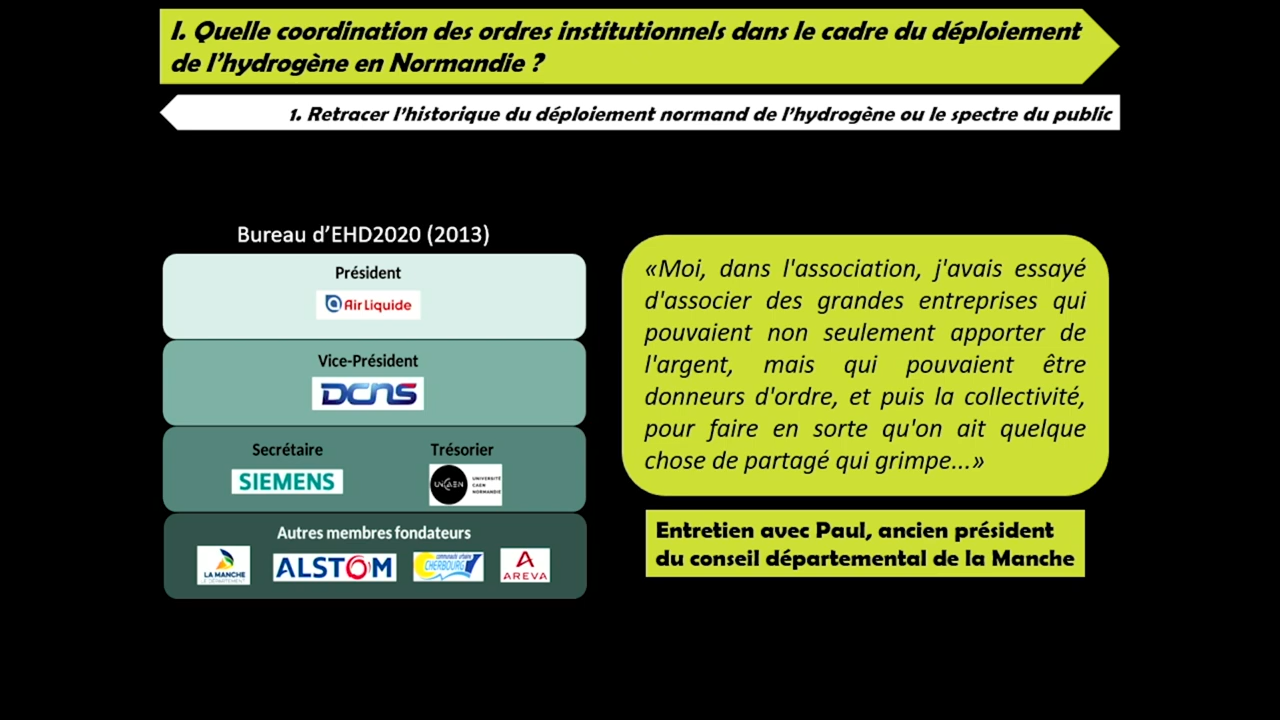 I. Quelle coordination des ordres institutionnels dans le cadre du déploiement
de l'hydrogène en Normandie ?
1. Retracer l'historique du déploiement normand de l'hydrogène ou le spectre du public
Bureau d'EHD2020 (2013)
Président
Air Liquide
Vice-Président
DCNS
Secrétaire
Trésorier
SIEMENS
UNICAEN
UNIVERSITÉ
CAEN
NORMANDIE
Autres membres fondateurs
LA MANCHE
LE DÉPARTEMENT
ALSTOM
communauté urbaine
CHERBOURG
AREVA
«Moi, dans l'association, j'avais essayé
d'associer des grandes entreprises qui
pouvaient non seulement apporter de
l'argent, mais qui pouvaient être
donneurs d'ordre, et puis la collectivité,
pour faire en sorte qu'on ait quelque
chose de partagé qui grimpe...»
Entretien avec Paul, ancien président
du conseil départemental de la Manche